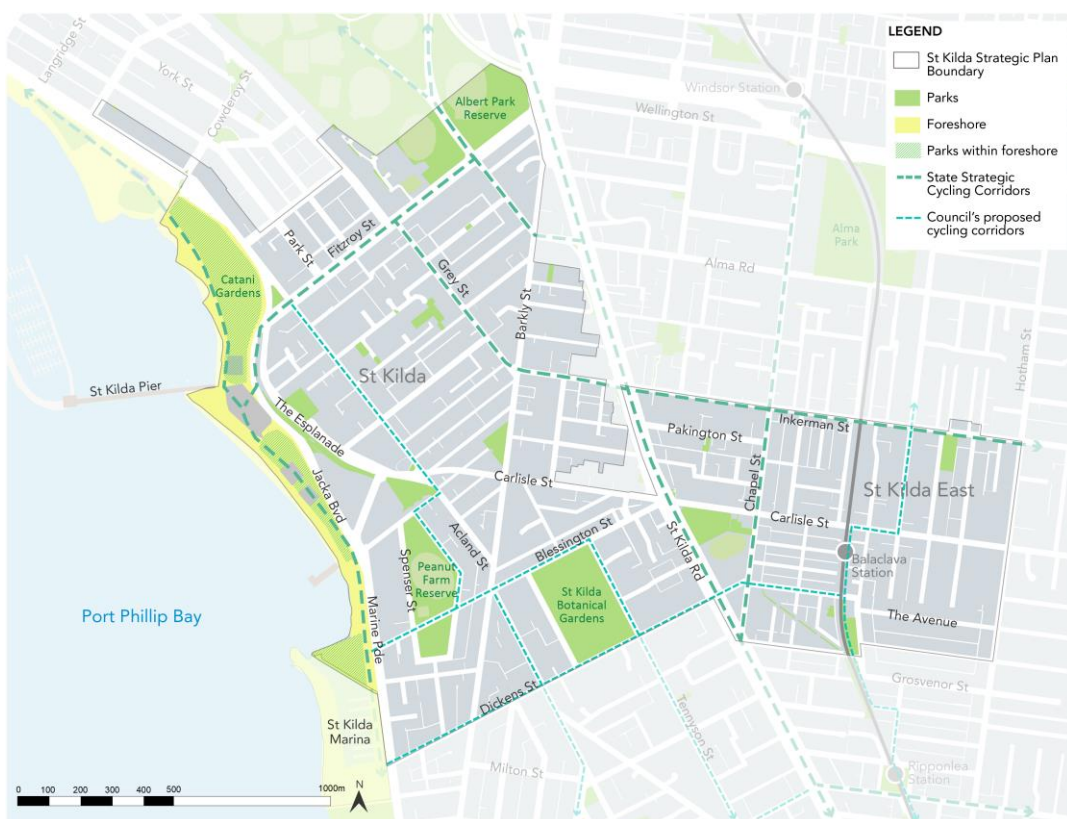 LEGEND
St Kilda Strategic Plan
Boundary
Parks
Foreshore
Parks within foreshore
State Strategic
Cycling Corridors
Council's proposed
cycling corridors
Langridge St
York St
Cowderoy St
Albert Park
Reserve
Windsor Station
Wellington St
Alma
Park
Alma Rd
Hotham St
Park St
Fitzroy St
Grey St
Barkly St
Catani
Gardens
St Kilda Pier
St Kilda
The Esplanade
Jacka Bvd
Inkerman St
Pakington St
Chapel St
St Kilda East
Carlisle St
Carlisle St
Acland St
Blessington St
St Kilda Rd
Balaclava
Station
Spenser St
Peanut
Farm
Reserve
St Kilda
Botanical
Gardens
The Avenue
Port Phillip Bay
Marine Pde
Grosvenor St
Dickens St
Tennyson St
St Kilda
Marina
Milton St
Ripponlea
Station
0 100 200 300 400 500 1000m
N